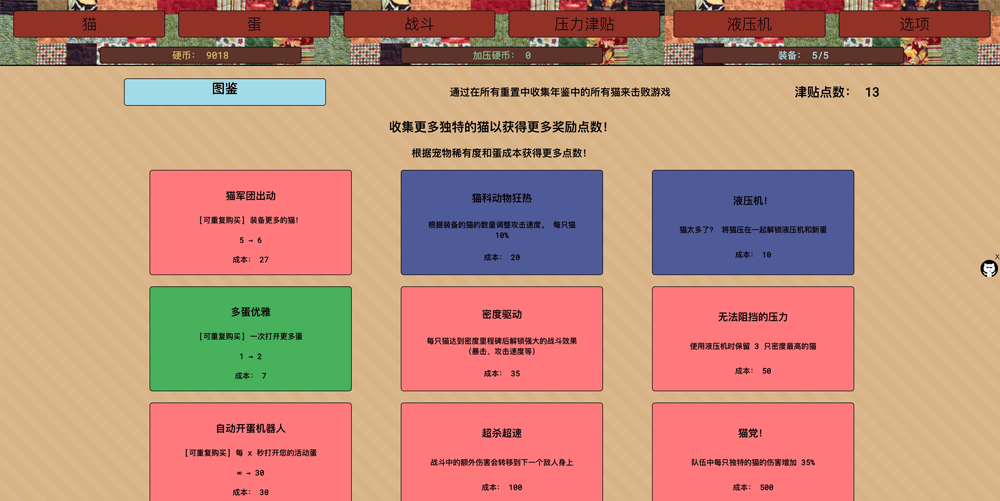 猫
蛋
战斗
压力津贴
液压机
选项
硬币： 9018
加压硬币： 0
装备： 5/5
图鉴
通过在所有重置中收集年鉴中的所有猫来击败游戏
津贴点数： 13
收集更多独特的猫以获得更多奖励点数！
根据宠物稀有度和蛋成本获得更多点数！
猫军团出动
[可重复购买] 装备更多的猫！
5 → 6
成本： 27
猫科动物狂热
根据装备的猫的数量调整攻击速度。 每只猫
10%
成本： 20
液压机！
猫太多了？ 将猫压在一起解锁液压机和新蛋
成本： 10
多蛋优雅
[可重复购买] 一次打开更多蛋
1 → 2
成本： 7
密度驱动
每只猫达到密度里程碑后解锁强大的战斗效果
（暴击、攻击速度等）
成本： 35
无法阻挡的压力
使用液压机时保留 3 只密度最高的猫
成本： 50
自动开蛋机器人
[可重复购买] 每 x 秒打开您的活动蛋
∞ → 30
成本： 30
超杀超速
战斗中的额外伤害会转移到下一个敌人身上
成本： 100
猫党！
队伍中每只独特的猫的伤害增加 35%
成本： 500
x